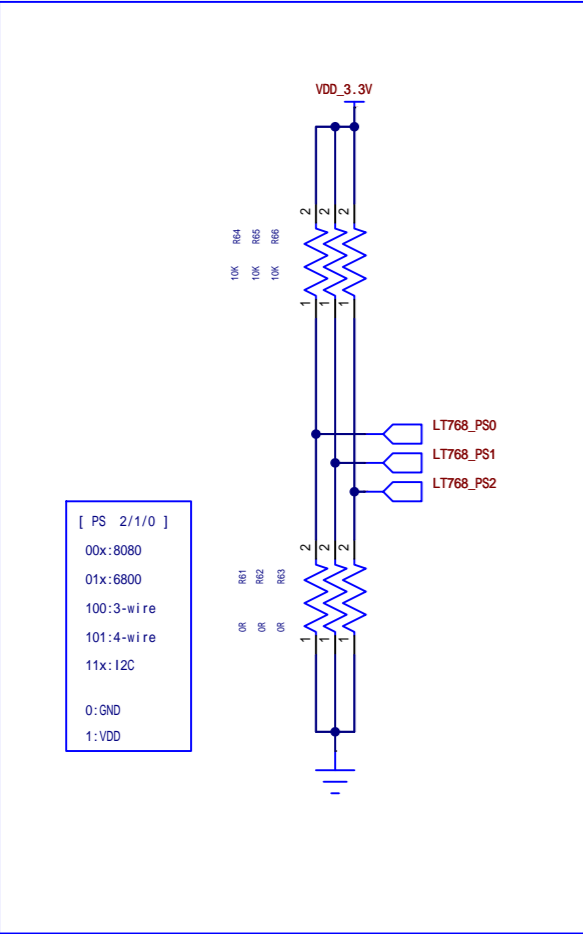 VDD_3.3V
2 2 2
R64 R65 R66
10K 10K 10K
1 1 1
LT768_PS0
LT768_PS1
LT768_PS2
[ PS 2/1/0 ]
00x:8080
01x:6800
100:3-wire
101:4-wire
11x:I2C
0:GND
1:VDD
2 2 2
R61 R62 R63
0R 0R 0R
1 1 1